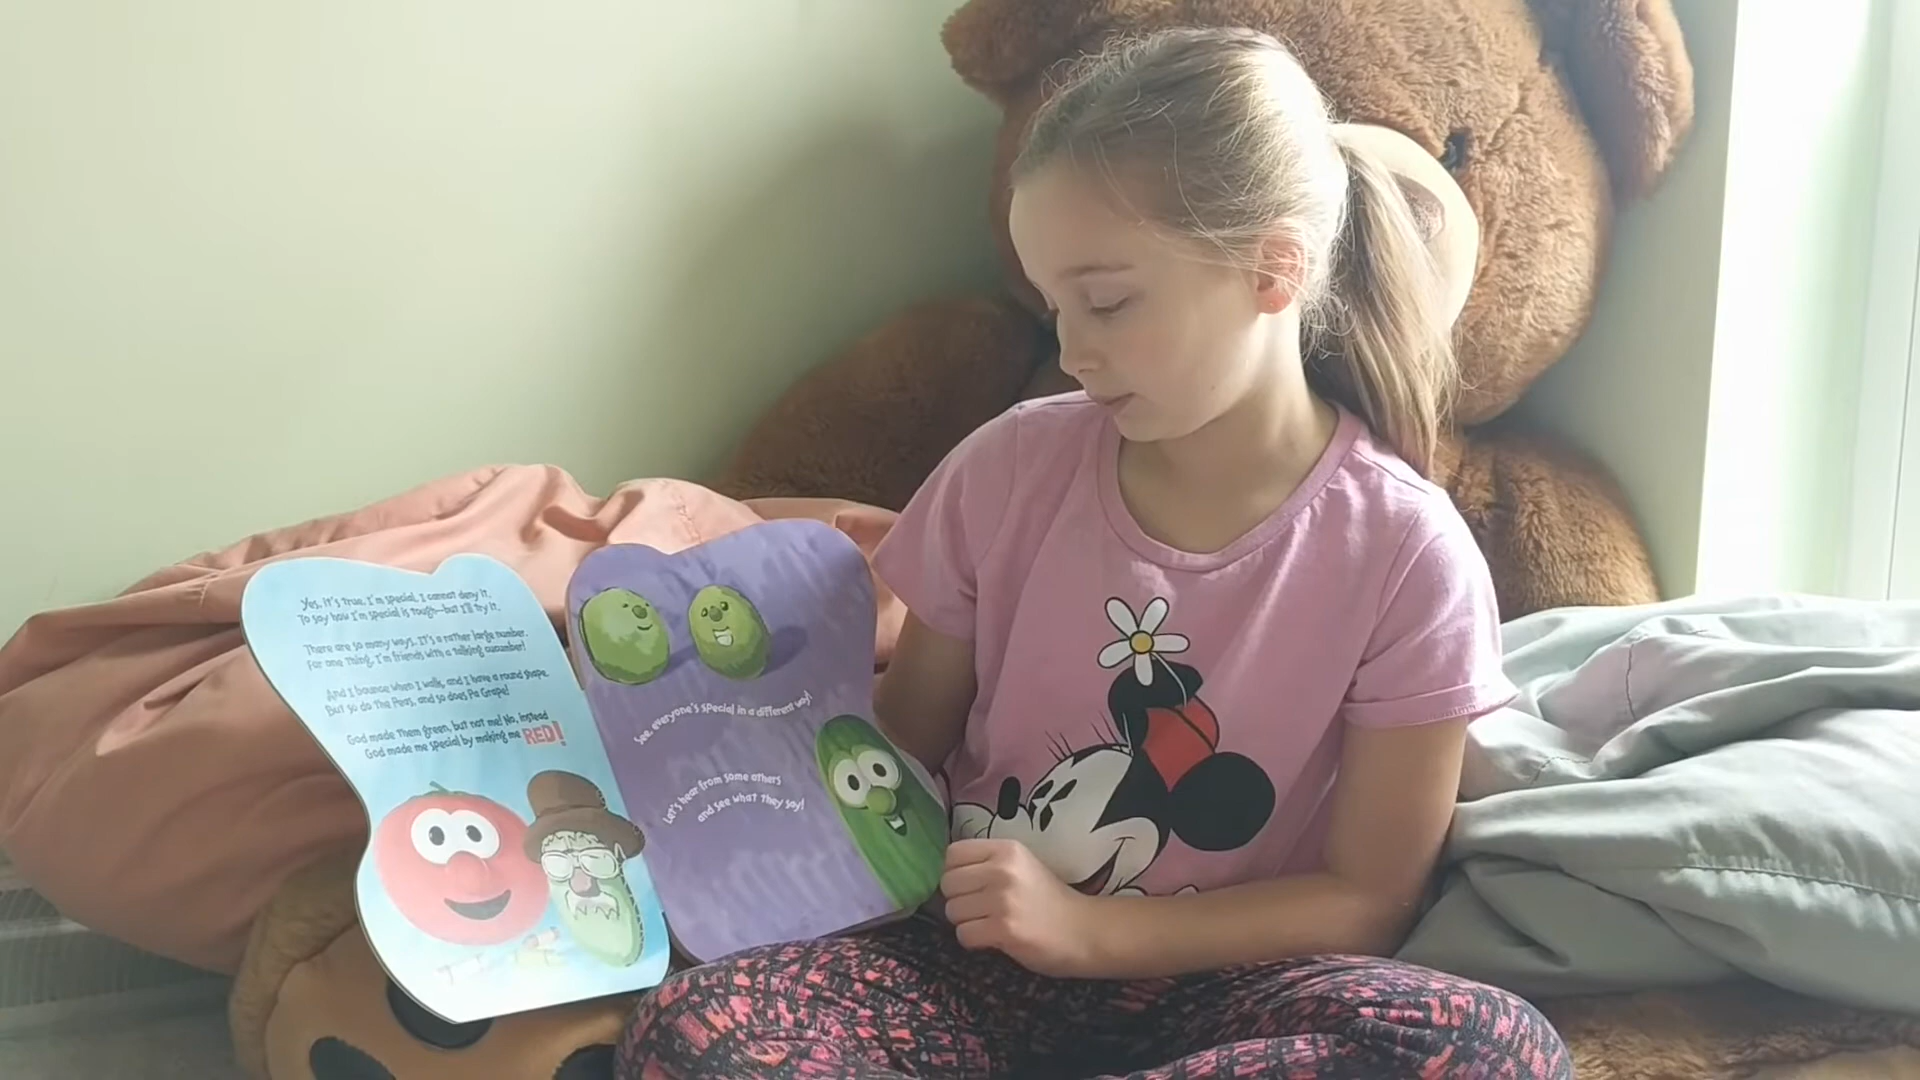 Yes, it's true. I'm special. I cannot deny it.
To say how I'm special is tough—but I'll try it.
There are so many ways. It's a rather large number.
For one thing, I'm friends with a talking cucumber!
And I bounce when I walk, and I have a round shape.
But so do the Peas, and so does Pa Grape!
God made them green, but not me! No, instead
God made me special by making me RED!
See, everyone's special in a different way!
Let's hear from some others
and see what they say!